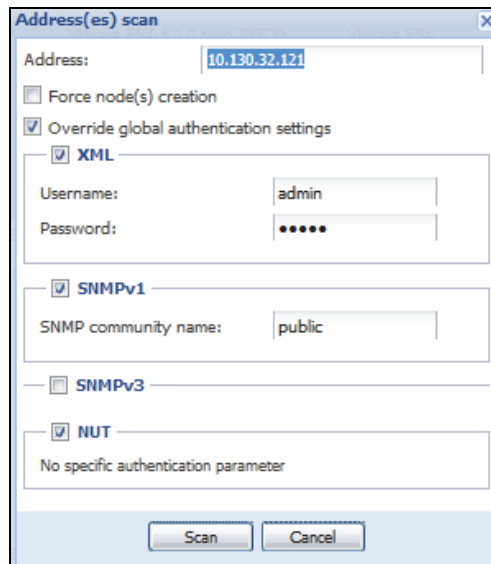 Address(es) scan
Address: 10.130.32.121
Force node(s) creation
Override global authentication settings
XML
Username: admin
Password: •••••
SNMPv1
SNMP community name: public
SNMPv3
NUT
No specific authentication parameter
Scan Cancel